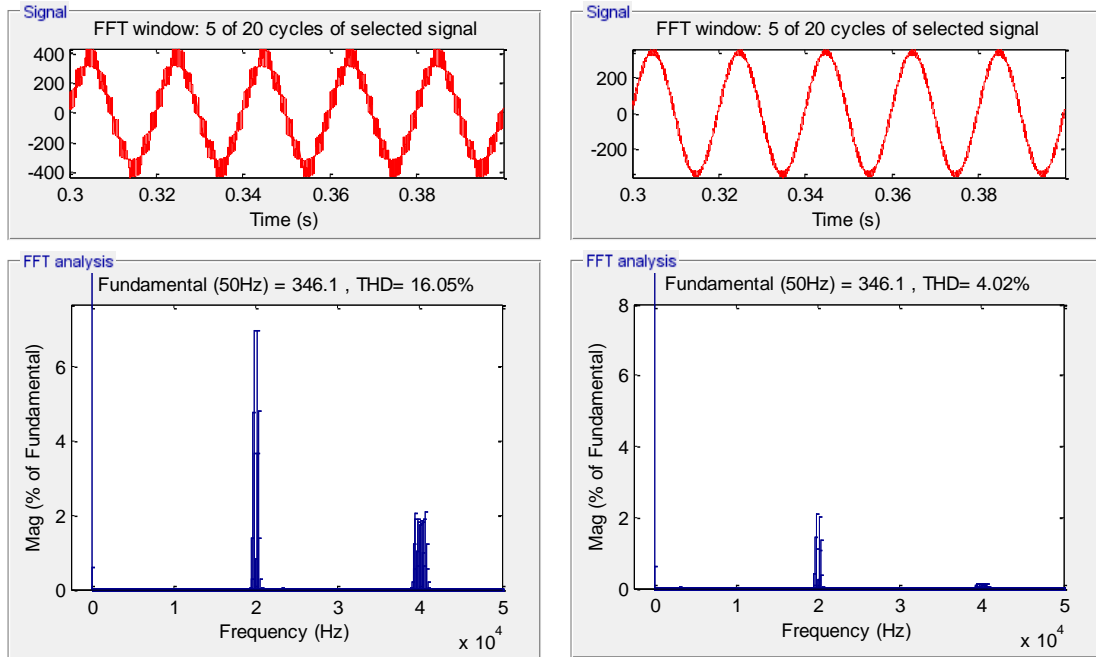 Signal
FFT window: 5 of 20 cycles of selected signal
400
200
0
-200
-400
0.3 0.32 0.34 0.36 0.38
Time (s)
FFT analysis
Fundamental (50Hz) = 346.1 , THD= 16.05%
6
4
2
0
Mag (% of Fundamental)
0 1 2 3 4 5
Frequency (Hz)
x 10^4
Signal
FFT window: 5 of 20 cycles of selected signal
200
0
-200
0.3 0.32 0.34 0.36 0.38
Time (s)
FFT analysis
Fundamental (50Hz) = 346.1 , THD= 4.02%
8
6
4
2
0
Mag (% of Fundamental)
0 1 2 3 4 5
Frequency (Hz)
x 10^4